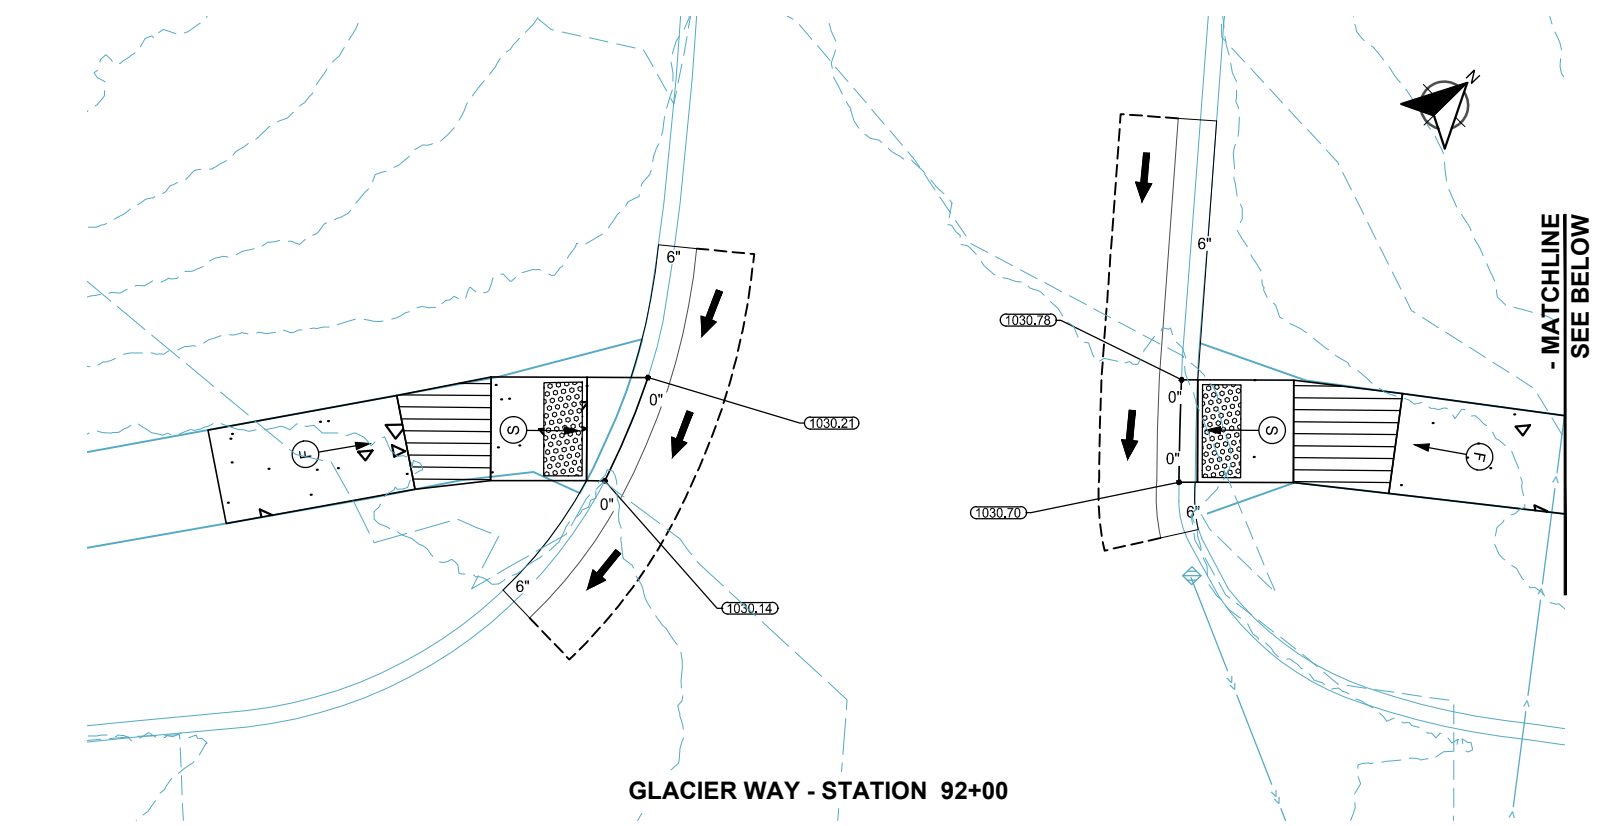 N
6"
6"
- MATCHLINE
SEE BELOW
1030.78
0"
0"
1030.21
S
S
F
F
0"
0"
1030.70
6"
6"
1030.14
GLACIER WAY - STATION 92+00